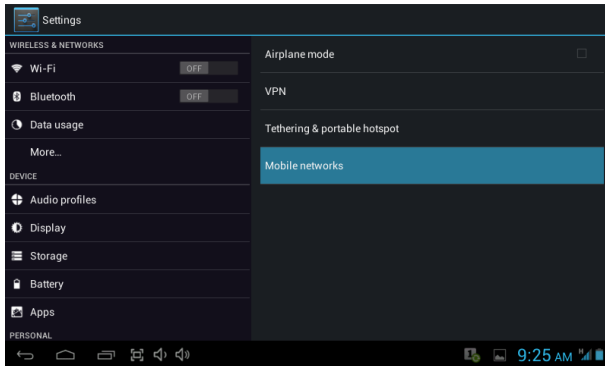 Settings
WIRELESS & NETWORKS
Wi-Fi OFF
Bluetooth OFF
Data usage
More...
DEVICE
Audio profiles
Display
Storage
Battery
Apps
PERSONAL
Airplane mode
VPN
Tethering & portable hotspot
Mobile networks
9:25 AM H